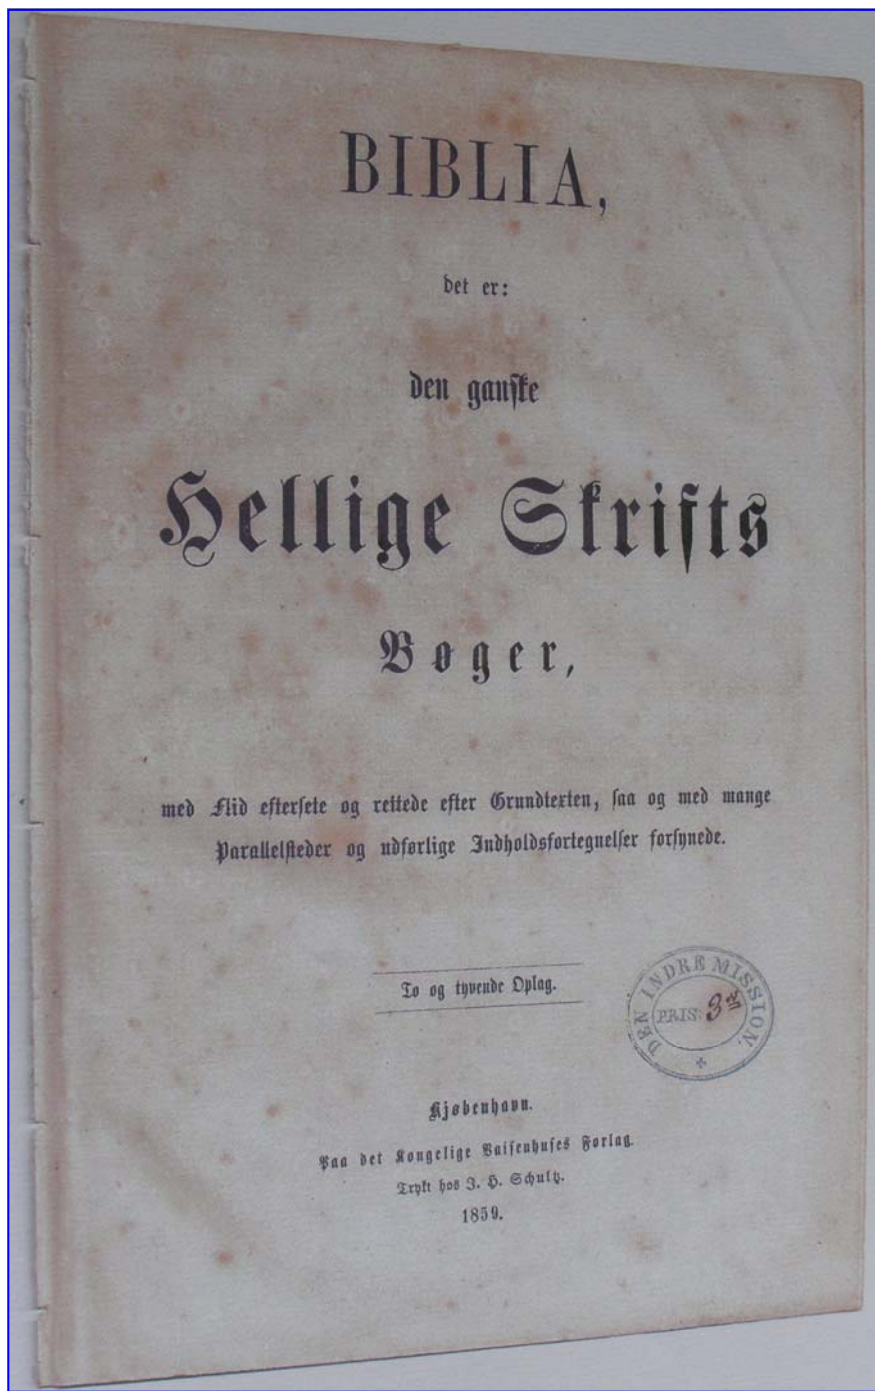 BIBLIA,
det er:
den ganske
Hellige Skrifts
Bøger,
med Flid eftersete og rettede efter Grundtexten, saa og med mange
Parallelsteder og udførlige Indholdsfortegnelser forsynede.
To og tyvende Oplag.
DEN INDRE MISSION.
PRIS: 3
Kjøbenhavn.
Paa det Kongelige Vaisenhuses Forlag.
Trykt hos J. H. Schultz.
1859.